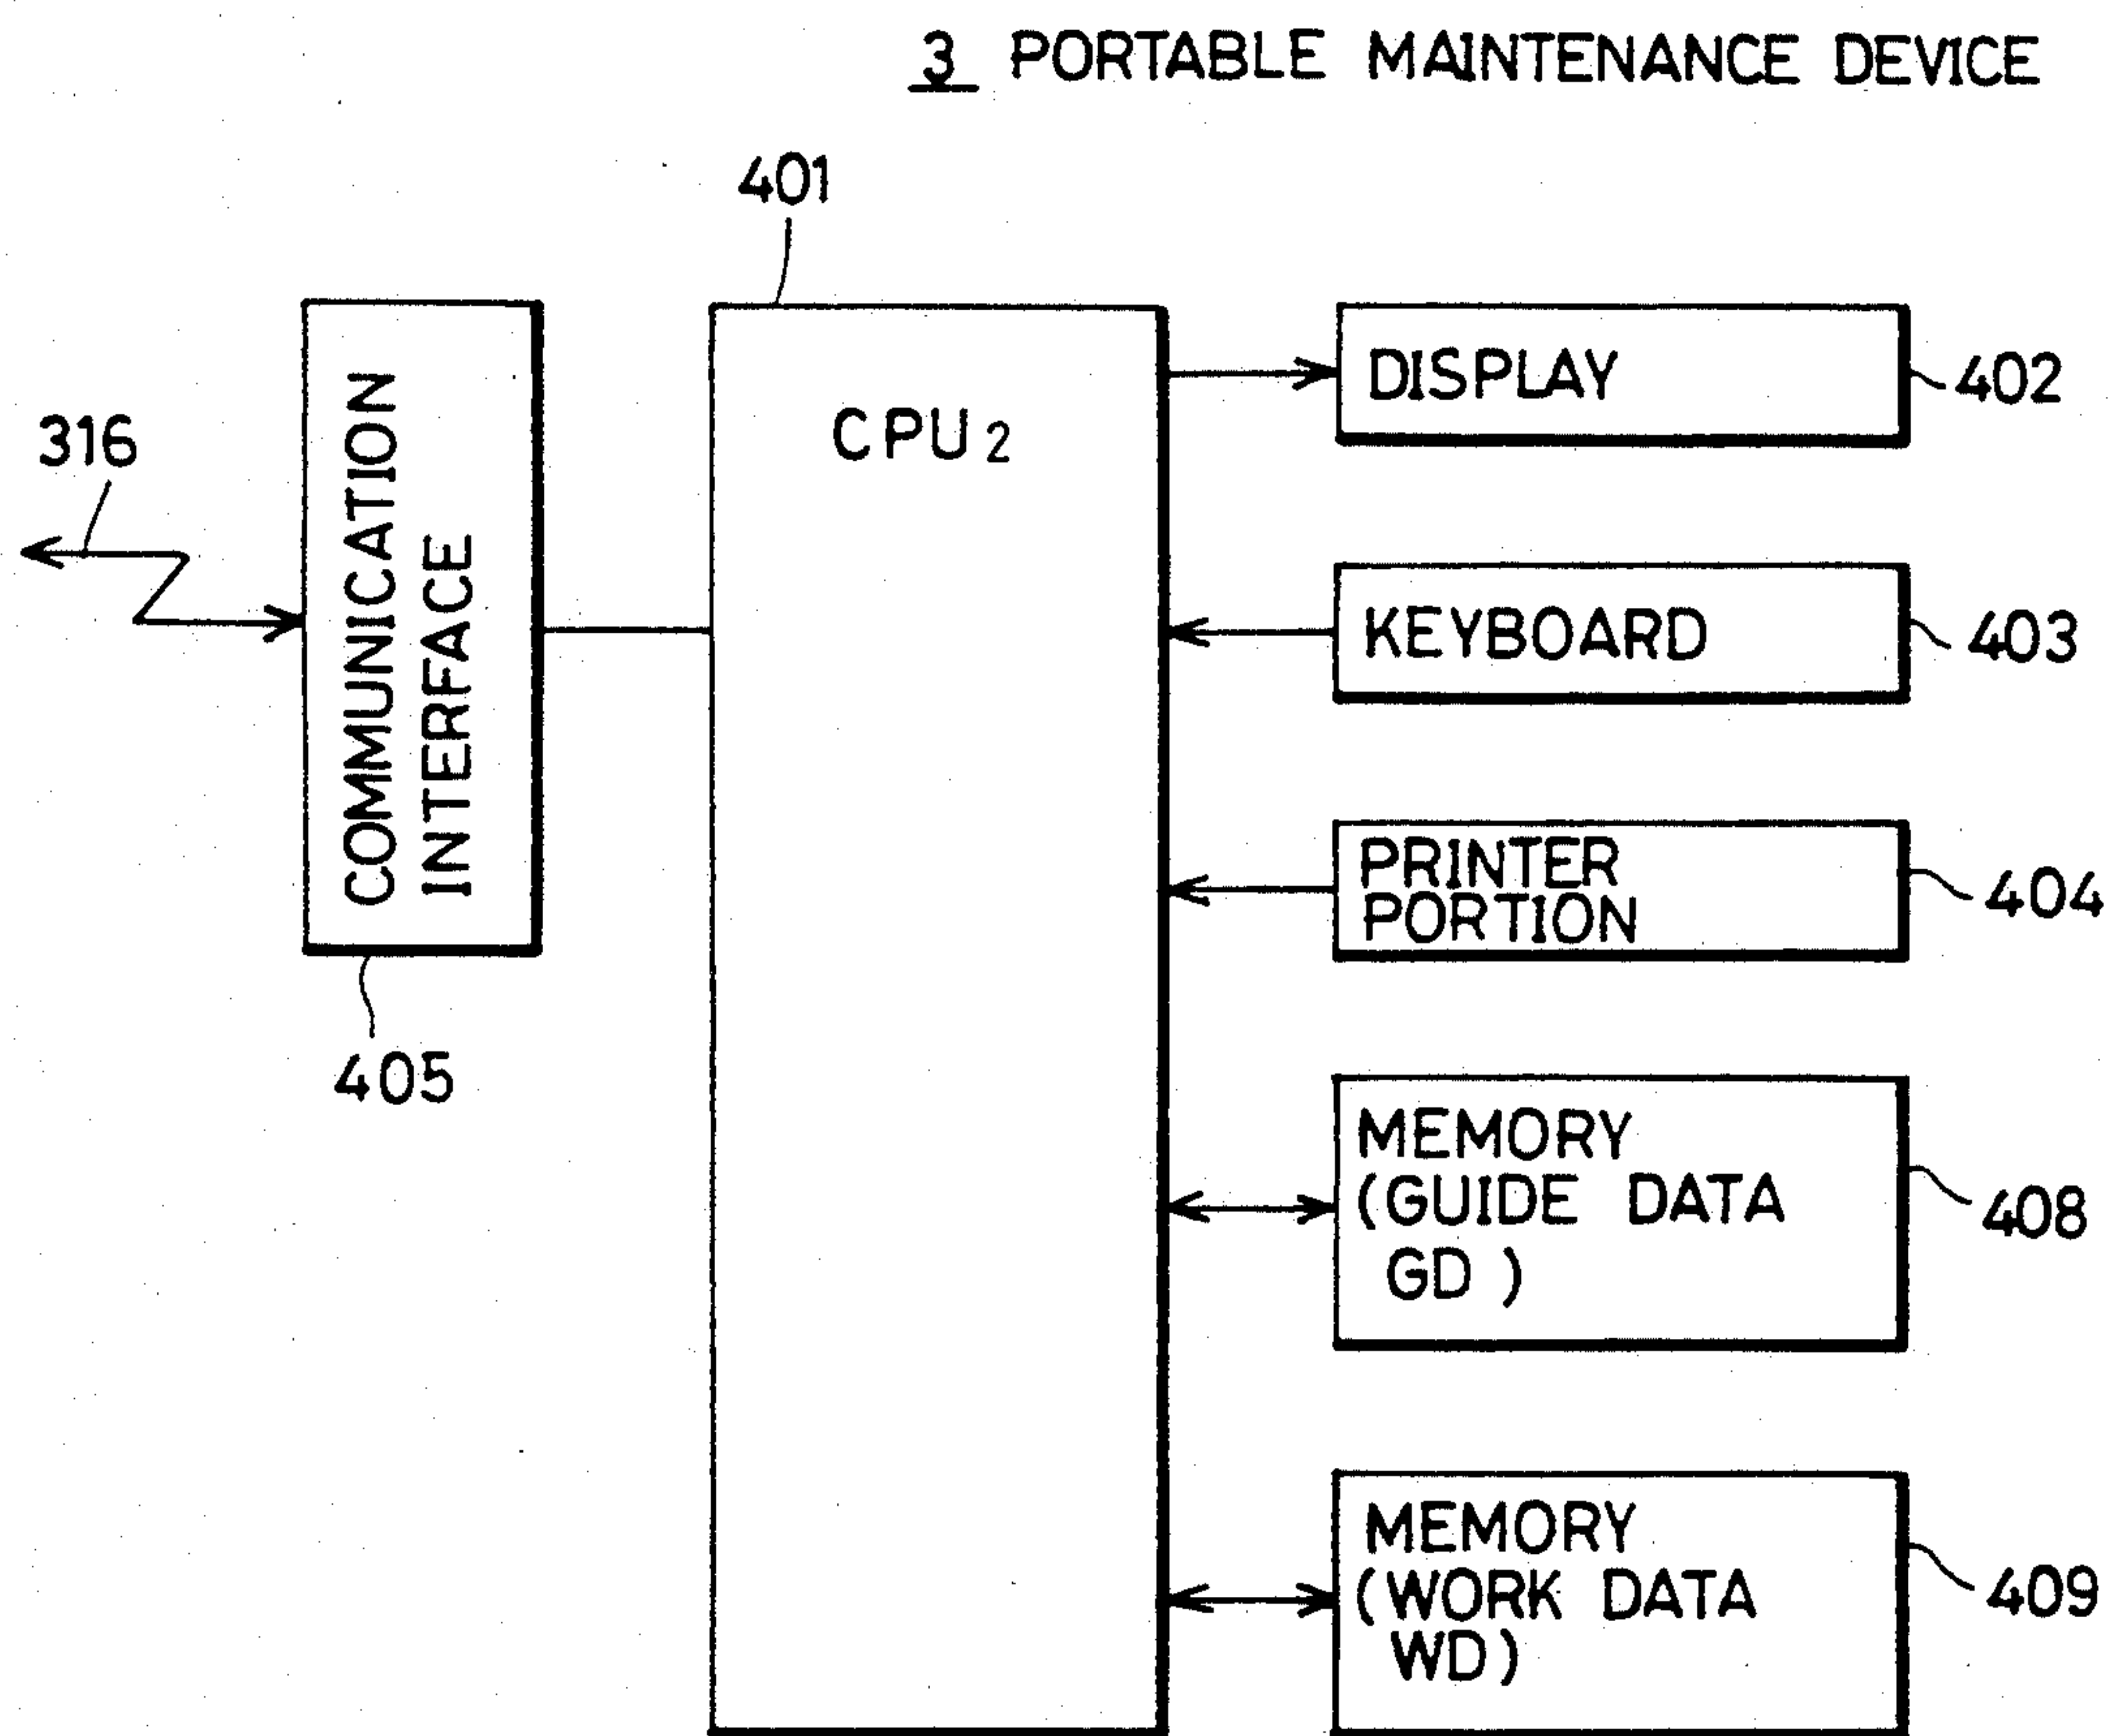 3 PORTABLE MAINTENANCE DEVICE
401
316
COMMUNICATION
INTERFACE
405
CPU2
DISPLAY
402
KEYBOARD
403
PRINTER
PORTION
404
MEMORY
(GUIDE DATA
GD)
408
MEMORY
(WORK DATA
WD)
409